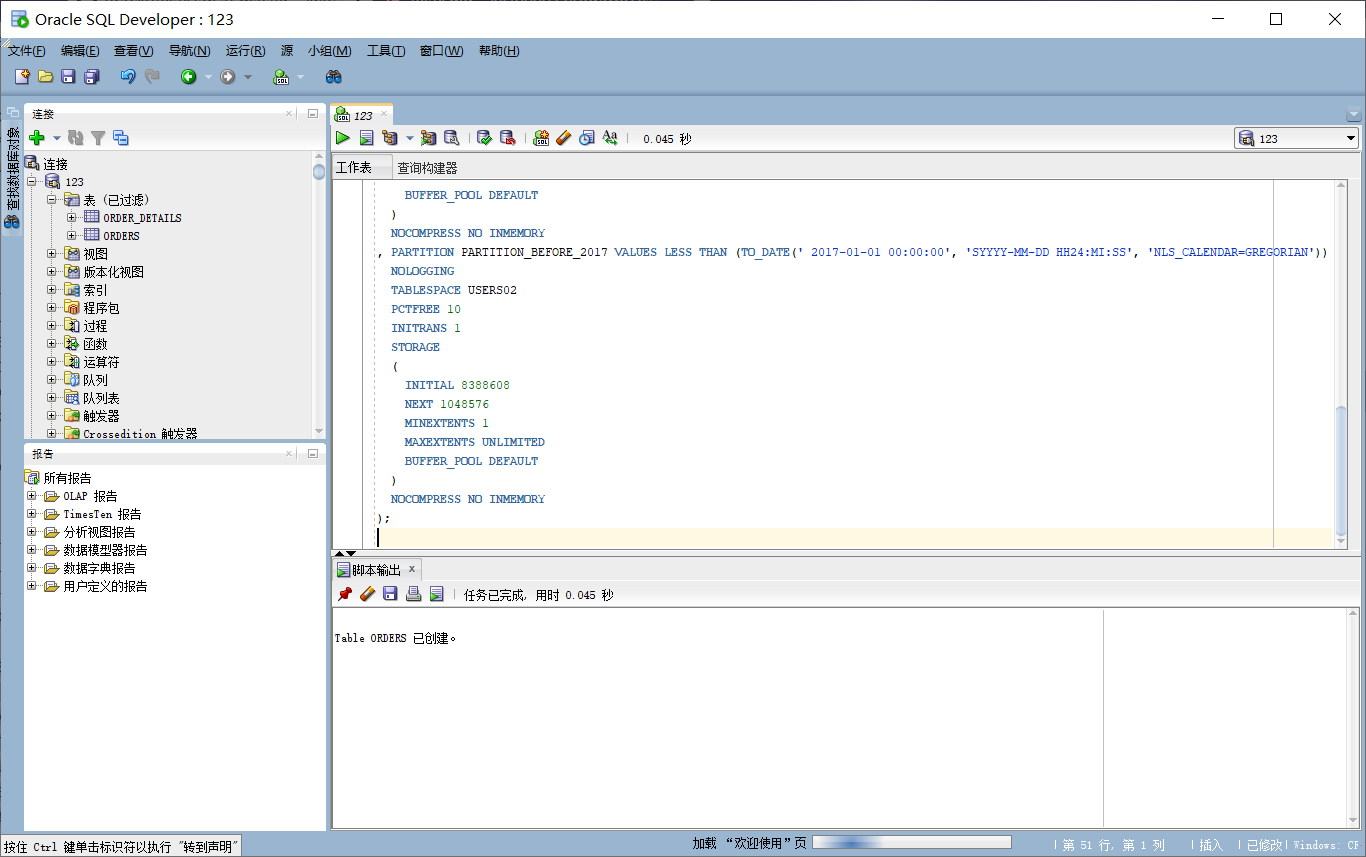 Oracle SQL Developer : 123
文件(F) 编辑(E) 查看(V) 导航(N) 运行(R) 源 小组(M) 工具(T) 窗口(W) 帮助(H)
查找数据库对象
连接
连接
123
表（已过滤）
ORDER_DETAILS
ORDERS
视图
版本化视图
索引
程序包
过程
函数
运算符
队列
队列表
触发器
Crossedition 触发器
报告
所有报告
OLAP 报告
TimesTen 报告
分析视图报告
数据模型器报告
数据字典报告
用户定义的报告
123
0.045 秒
123
工作表 查询构建器
BUFFER_POOL DEFAULT
)
NOCOMPRESS NO INMEMORY
, PARTITION PARTITION_BEFORE_2017 VALUES LESS THAN (TO_DATE(' 2017-01-01 00:00:00', 'SYYYY-MM-DD HH24:MI:SS', 'NLS_CALENDAR=GREGORIAN'))
NOLOGGING
TABLESPACE USERS02
PCTFREE 10
INITRANS 1
STORAGE
(
INITIAL 8388608
NEXT 1048576
MINEXTENTS 1
MAXEXTENTS UNLIMITED
BUFFER_POOL DEFAULT
)
NOCOMPRESS NO INMEMORY
);
脚本输出
任务已完成, 用时 0.045 秒
Table ORDERS 已创建。
按住 Ctrl 键单击标识符以执行 "转到声明"
加载 “欢迎使用”页
第 51 行, 第 1 列 插入 已修改 Windows: CF